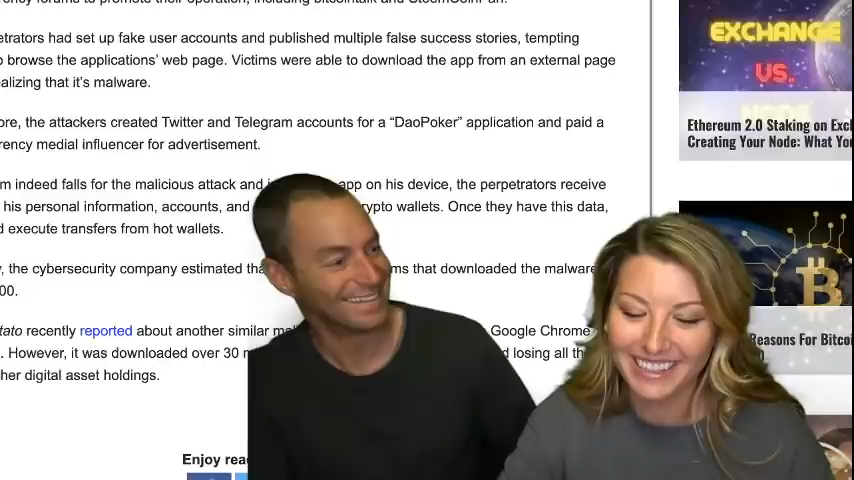 rency forums to promote their operation, including bitcointalk and SteemCoinPan.
etrators had set up fake user accounts and published multiple false success stories, tempting
o browse the applications' web page. Victims were able to download the app from an external page
ealizing that it's malware.
ore, the attackers created Twitter and Telegram accounts for a "DaoPoker" application and paid a
rency medial influencer for advertisement.
m indeed falls for the malicious attack and i app on his device, the perpetrators receive
his personal information, accounts, and rypto wallets. Once they have this data,
d execute transfers from hot wallets.
y, the cybersecurity company estimated tha ms that downloaded the malware
00.
tato recently reported about another similar ma Google Chrome
. However, it was downloaded over 30 m d losing all th
her digital asset holdings.
Enjoy rea
EXCHANGE
VS.
Ethereum 2.0 Staking on Excl
Creating Your Node: What You
Reasons For Bitcoi